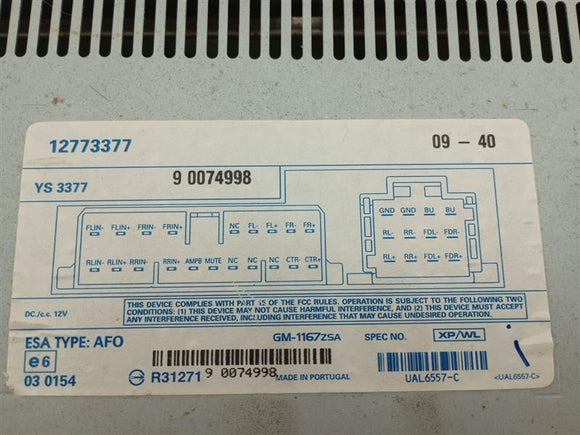 12773377 09 - 40
YS 3377 9 0074998
FLIN- FLIN+ FRIN- FRIN+ NC FL- FL+ FR- FR+
RLIN- RLIN+ RRIN- RRIN+ AMPB MUTE NC NC NC CTR- CTR+
GND GND BU BU
RL- RR- FDL- FDR-
RL+ RR+ FDL+ FDR+
DC./c.c. 12V
THIS DEVICE COMPLIES WITH PART 15 OF THE FCC RULES. OPERATION IS SUBJECT TO THE FOLLOWING TWO
CONDITIONS: (1) THIS DEVICE MAY NOT CAUSE HARMFUL INTERFERENCE, AND (2) THIS DEVICE MUST ACCEPT
ANY INTERFERENCE RECEIVED, INCLUDING INTERFERENCE THAT MAY CAUSE UNDESIRED OPERATION.
ESA TYPE: AFO GM-1167ZSA SPEC NO. XP/WL
e6
03 0154 R31271 9 0074998 MADE IN PORTUGAL UAL6557-C <UAL6557-C>